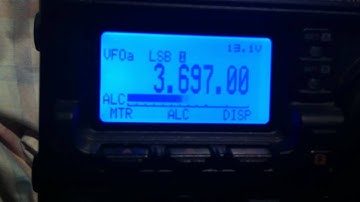 13.1V
VFOa LSB
3.697.00
ALC
MTR ALC DISP